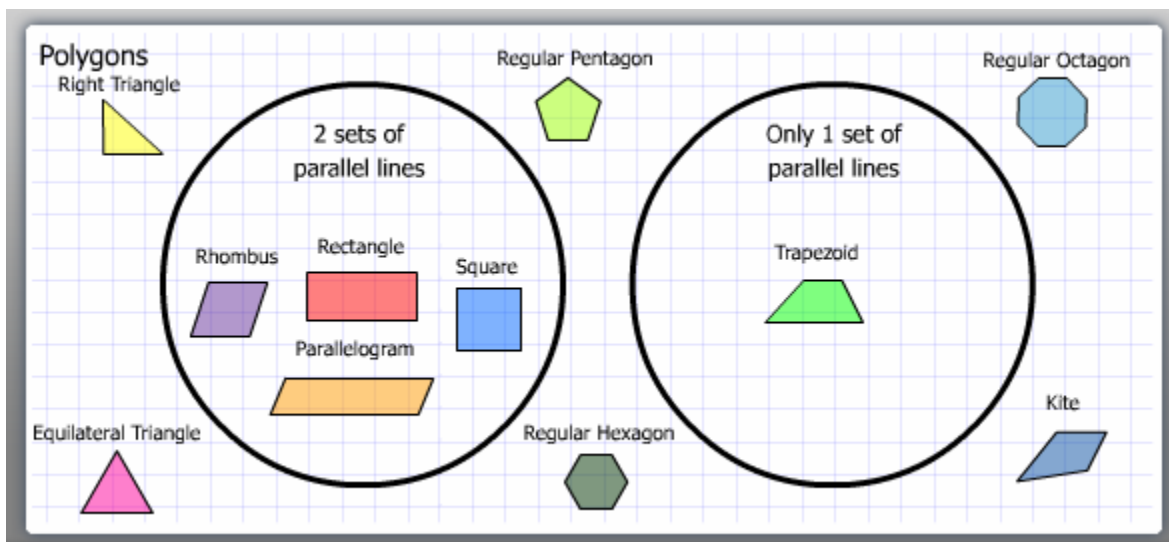 Polygons
Right Triangle
Regular Pentagon
Regular Octagon
2 sets of
parallel lines
Only 1 set of
parallel lines
Rhombus
Rectangle
Square
Parallelogram
Trapezoid
Equilateral Triangle
Regular Hexagon
Kite